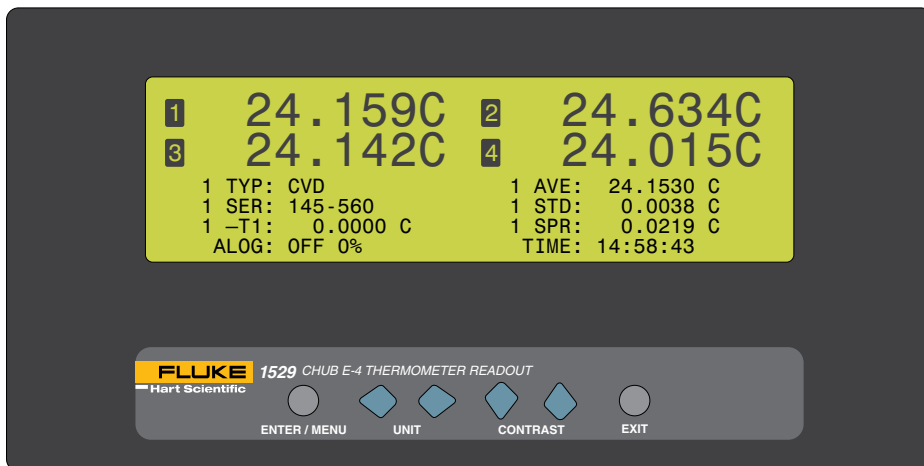 1 24.159C 2 24.634C
3 24.142C 4 24.015C
1 TYP: CVD 1 AVE: 24.1530 C
1 SER: 145-560 1 STD: 0.0038 C
1 –T1: 0.0000 C 1 SPR: 0.0219 C
ALOG: OFF 0% TIME: 14:58:43
FLUKE 1529 CHUB E-4 THERMOMETER READOUT
Hart Scientific
ENTER / MENU UNIT CONTRAST EXIT